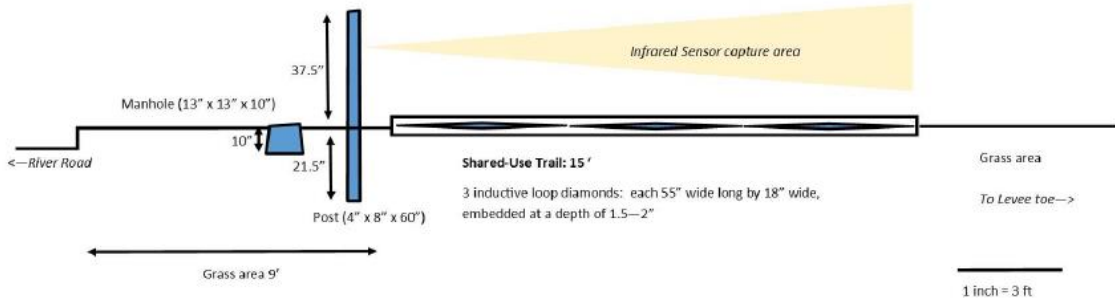 37.5”
Infrared Sensor capture area
Manhole (13” x 13” x 10”)
10”
<—River Road
21.5”
Shared-Use Trail: 15 ’
3 inductive loop diamonds: each 55” wide long by 18” wide,
embedded at a depth of 1.5—2”
Grass area
To Levee toe—>
Post (4” x 8” x 60”)
Grass area 9’
1 inch = 3 ft